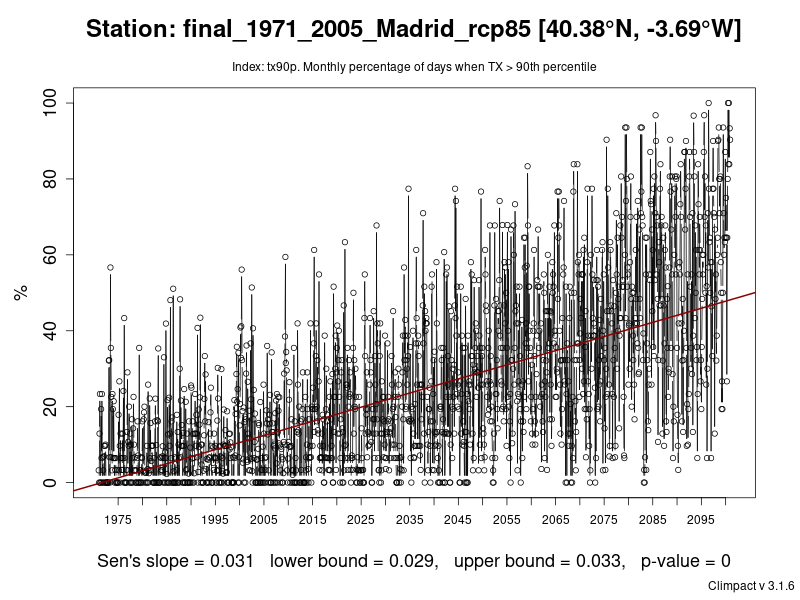 Station: final_1971_2005_Madrid_rcp85 [40.38°N, -3.69°W]
Index: tx90p. Monthly percentage of days when TX > 90th percentile
100
80
60
40
20
0
%
1975 1985 1995 2005 2015 2025 2035 2045 2055 2065 2075 2085 2095
Sen's slope = 0.031 lower bound = 0.029, upper bound = 0.033, p-value = 0
Climpact v 3.1.6